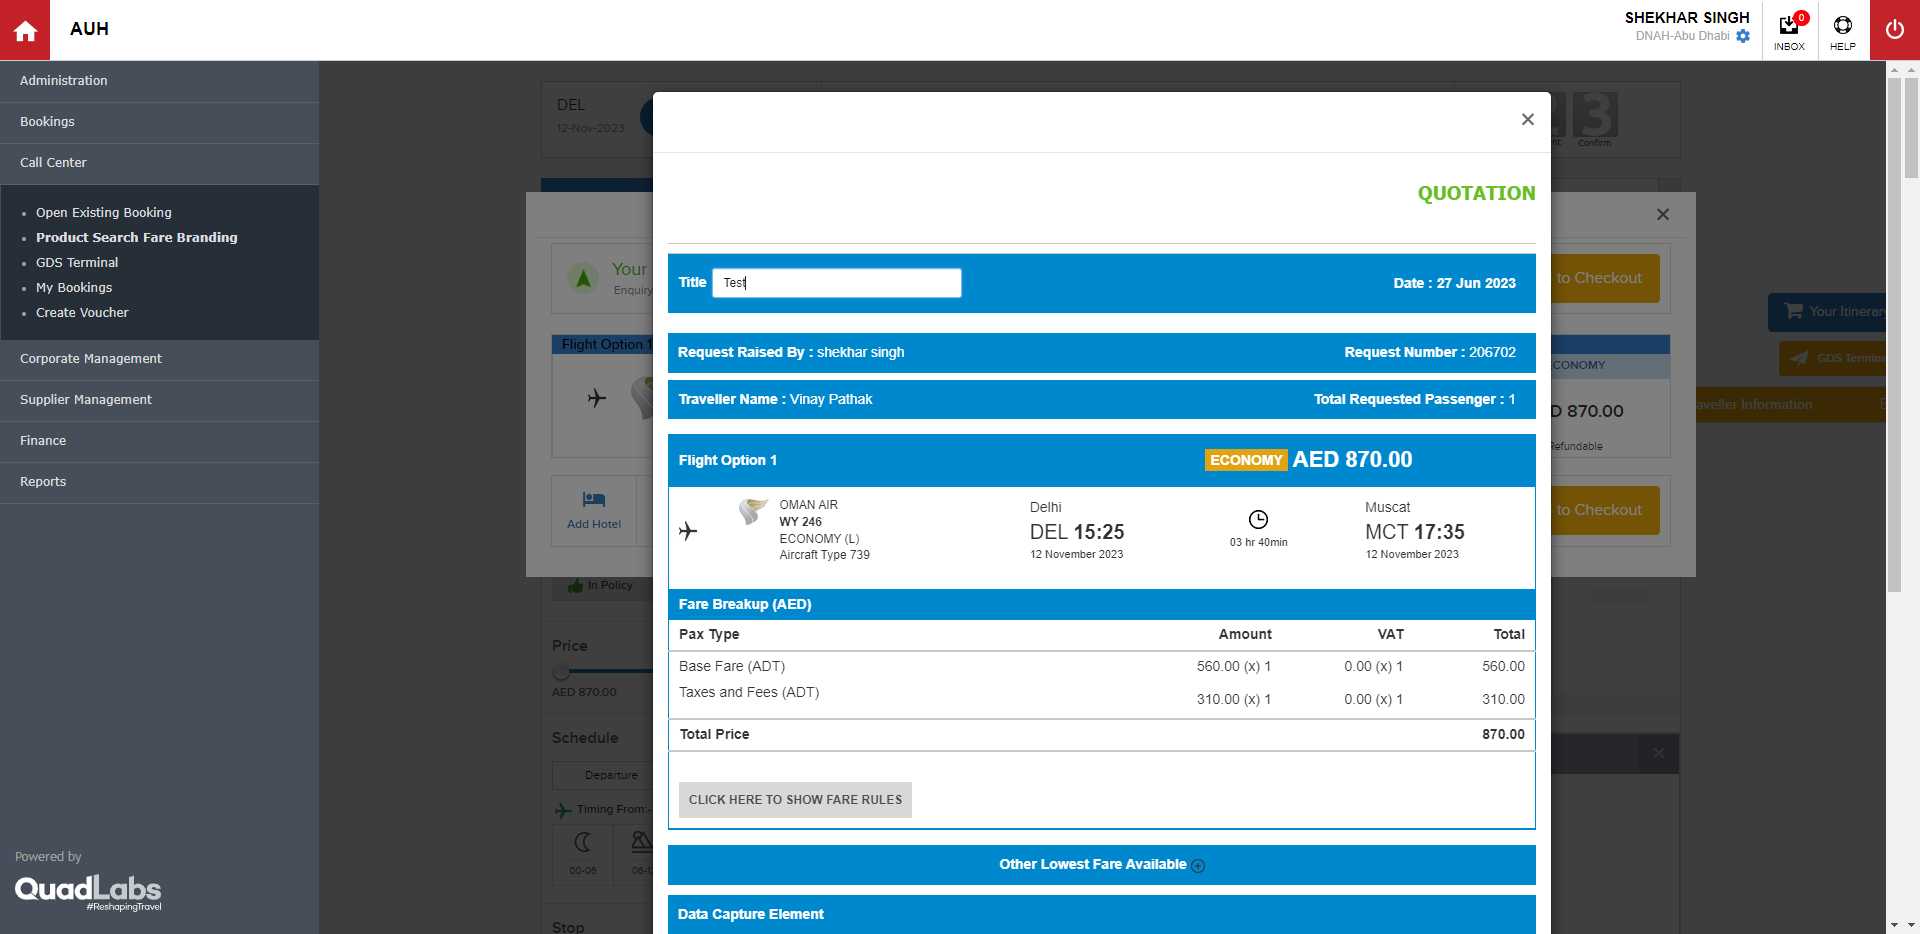 AUH
SHEKHAR SINGH
DNAH-Abu Dhabi
0
INBOX
HELP
Administration
Bookings
Call Center
Open Existing Booking
Product Search Fare Branding
GDS Terminal
My Bookings
Create Voucher
Corporate Management
Supplier Management
Finance
Reports
Powered by
QuadLabs
#ReshapingTravel
DEL
12-Nov-2023
3
Confirm
Your
Enquiry
to Checkout
Flight Option 1
ECONOMY
870.00
Refundable
Add Hotel
to Checkout
Your Itinerary
GDS Termina
aveller Information
In Policy
Price
AED 870.00
Schedule
Departure
Timing From:-
00-06
06-12
Stop
QUOTATION
Title Test
Date : 27 Jun 2023
Request Raised By : shekhar singh
Request Number : 206702
Traveller Name : Vinay Pathak
Total Requested Passenger : 1
Flight Option 1
ECONOMY AED 870.00
OMAN AIR
WY 246
ECONOMY (L)
Aircraft Type 739
Delhi
DEL 15:25
12 November 2023
03 hr 40min
Muscat
MCT 17:35
12 November 2023
Fare Breakup (AED)
Pax Type Amount VAT Total
Base Fare (ADT) 560.00 (x) 1 0.00 (x) 1 560.00
Taxes and Fees (ADT) 310.00 (x) 1 0.00 (x) 1 310.00
Total Price 870.00
CLICK HERE TO SHOW FARE RULES
Other Lowest Fare Available
Data Capture Element